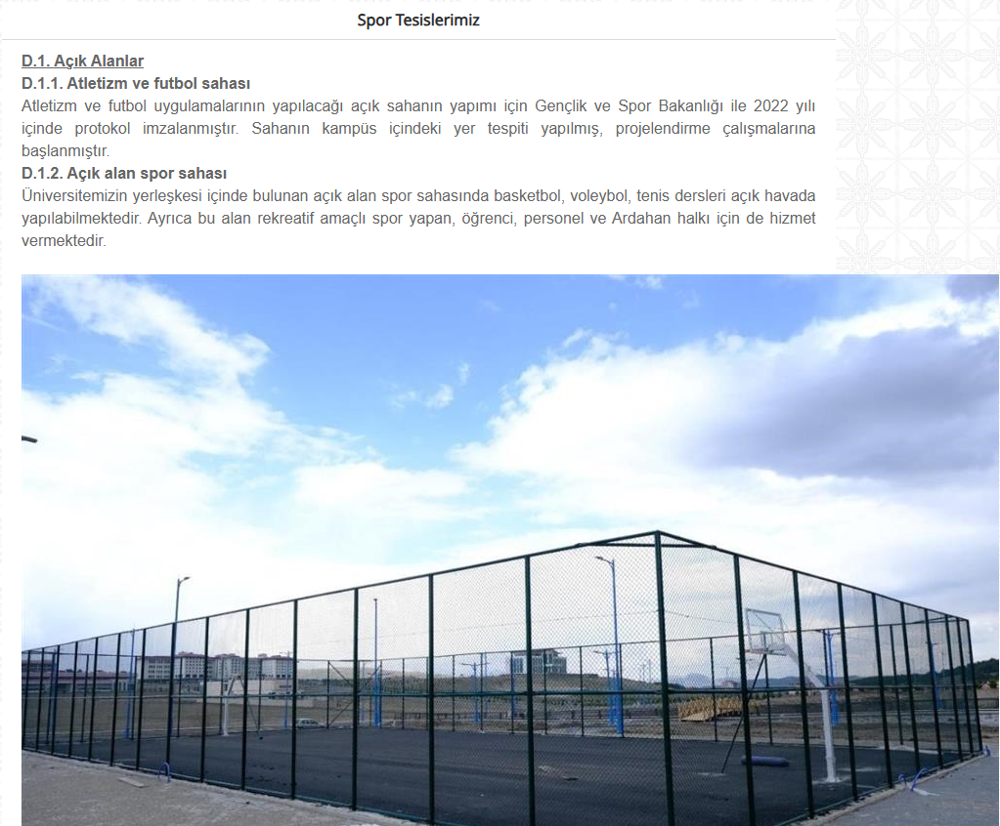 Spor Tesislerimiz
D.1. Açık Alanlar
D.1.1. Atletizm ve futbol sahası
Atletizm ve futbol uygulamalarının yapılacağı açık sahanın yapımı için Gençlik ve Spor Bakanlığı ile 2022 yılı
içinde protokol imzalanmıştır. Sahanın kampüs içindeki yer tespiti yapılmış, projelendirme çalışmalarına
başlanmıştır.
D.1.2. Açık alan spor sahası
Üniversitemizin yerleşkesi içinde bulunan açık alan spor sahasında basketbol, voleybol, tenis dersleri açık havada
yapılabilmektedir. Ayrıca bu alan rekreatif amaçlı spor yapan, öğrenci, personel ve Ardahan halkı için de hizmet
vermektedir.